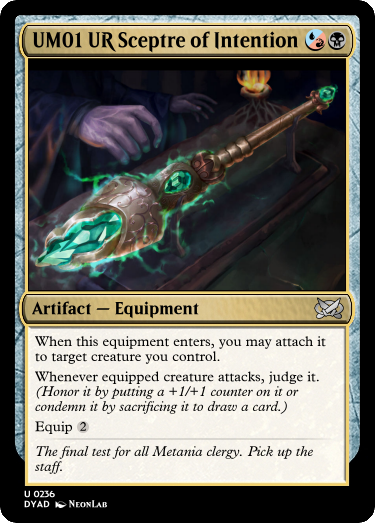 UM01 UR Sceptre of Intention
Artifact — Equipment
When this equipment enters, you may attach it
to target creature you control.
Whenever equipped creature attacks, judge it.
(Honor it by putting a +1/+1 counter on it or
condemn it by sacrificing it to draw a card.)
Equip 2
The final test for all Metania clergy. Pick up the
staff.
U 0236
DYAD NeonLab